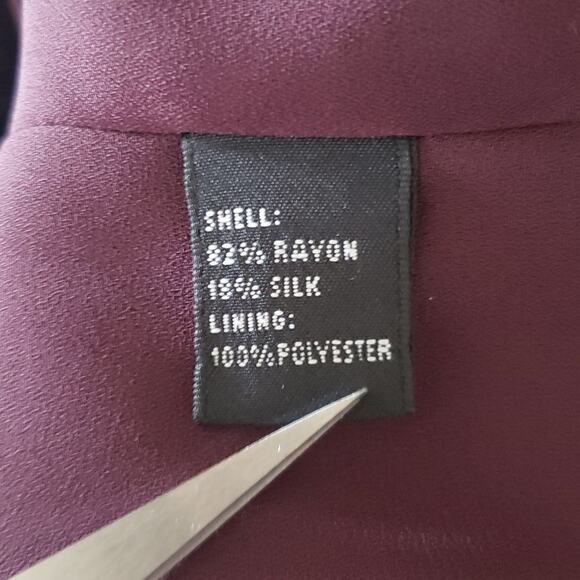 SHELL:
82% RAYON
18% SILK
LINING:
100% POLYESTER